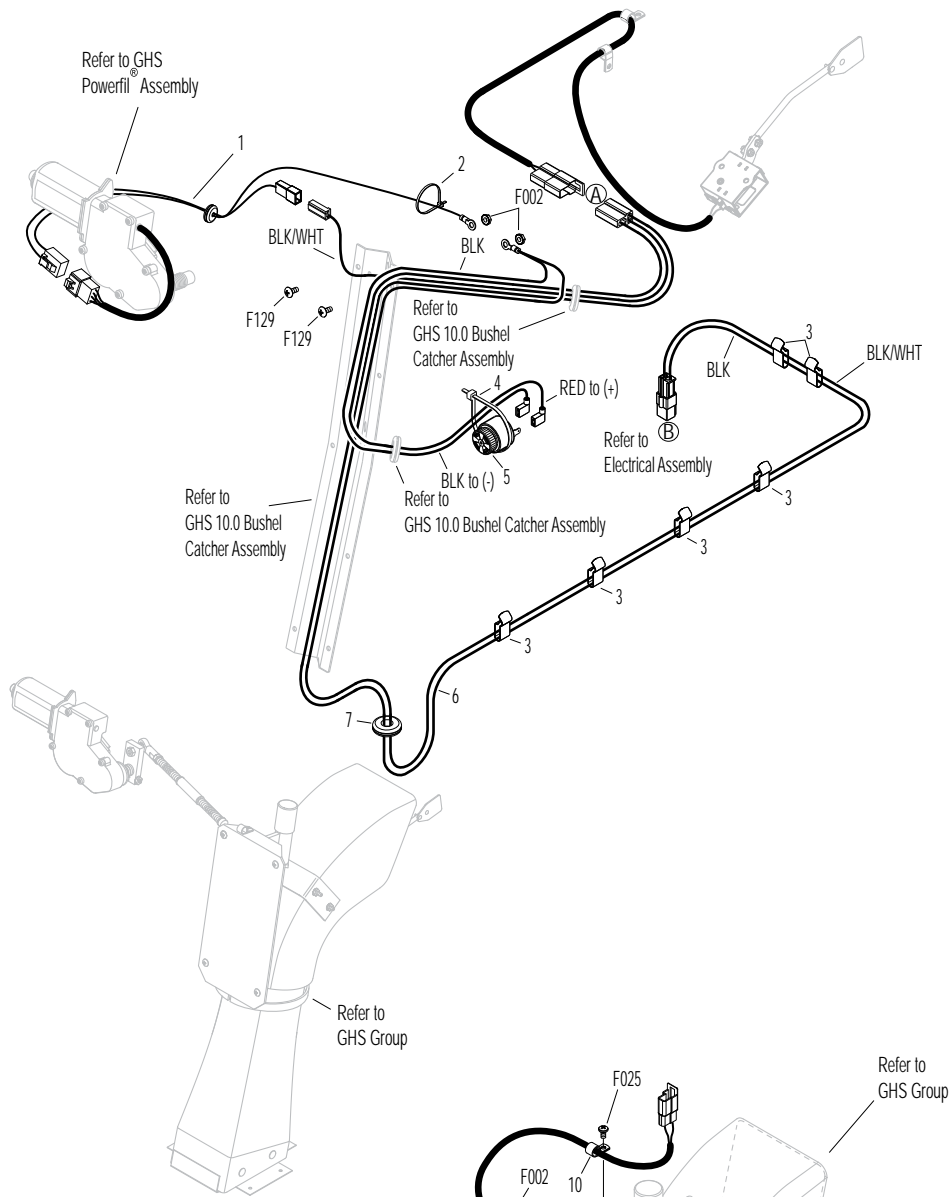 Refer to GHS
Powerfil® Assembly
1
2
F002
A
BLK/WHT
BLK
F129
F129
Refer to
GHS 10.0 Bushel
Catcher Assembly
3
BLK/WHT
BLK
4
RED to (+)
B
Refer to
Electrical Assembly
BLK to (-)
5
Refer to
GHS 10.0 Bushel
Catcher Assembly
Refer to
GHS 10.0 Bushel Catcher Assembly
3
3
3
3
6
7
Refer to
GHS Group
Refer to
GHS Group
F025
F002
10